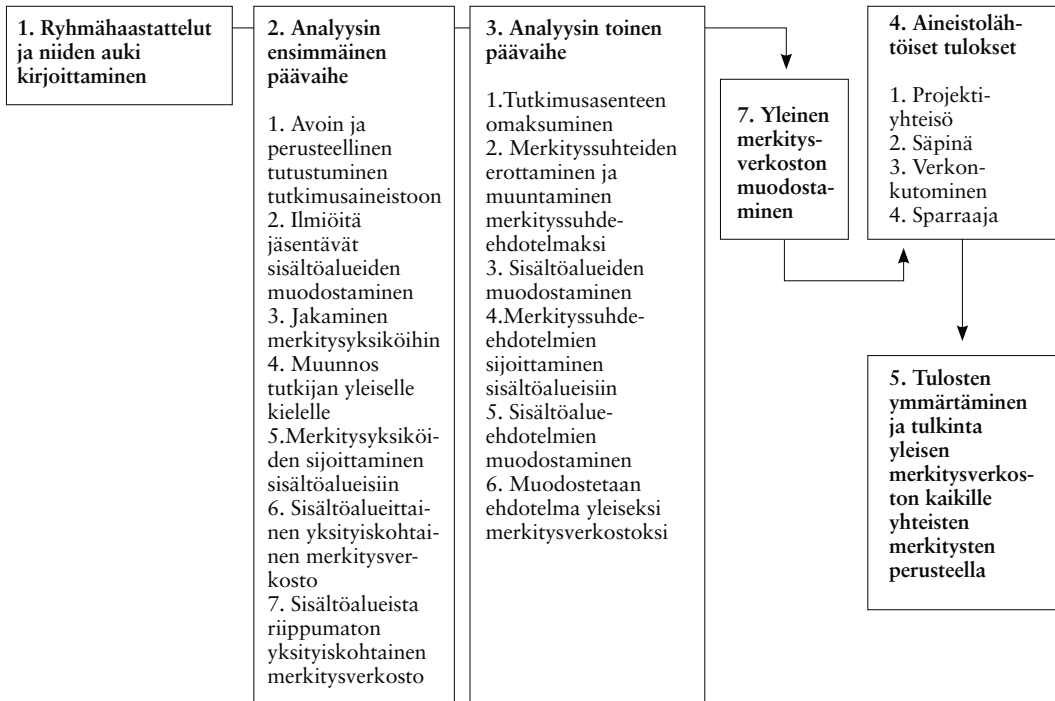 1. Ryhmähaastattelut
ja niiden auki
kirjoittaminen
2. Analyysin
ensimmäinen
päävaihe
1. Avoin ja
perusteellinen
tutustuminen
tutkimusaineistoon
2. Ilmiöitä
jäsentävät
sisältöalueiden
muodostaminen
3. Jakaminen
merkitysyksiköihin
4. Muunnos
tutkijan yleiselle
kielelle
5.Merkitysyksiköi-
den sijoittaminen
sisältöalueisiin
6. Sisältöalueittai-
nen yksityiskohtai-
nen merkitysver-
kosto
7. Sisältöalueista
riippumaton
yksityiskohtainen
merkitysverkosto
3. Analyysin toinen
päävaihe
1.Tutkimusasenteen
omaksuminen
2. Merkityssuhteiden
erottaminen ja
muuntaminen
merkityssuhde-
ehdotelmaksi
3. Sisältöalueiden
muodostaminen
4.Merkityssuhde-
ehdotelmien
sijoittaminen
sisältöalueisiin
5. Sisältöalue-
ehdotelmien
muodostaminen
6. Muodostetaan
ehdotelma yleiseksi
merkitysverkostoksi
7. Yleinen
merkitys-
verkoston
muodosta-
minen
4. Aineistoläh-
töiset tulokset
1. Projekti-
yhteisö
2. Säpinä
3. Verkon-
kutominen
4. Sparraaja
5. Tulosten
ymmärtäminen
ja tulkinta
yleisen
merkitysverkos-
ton kaikille
yhteisten
merkitysten
perusteella